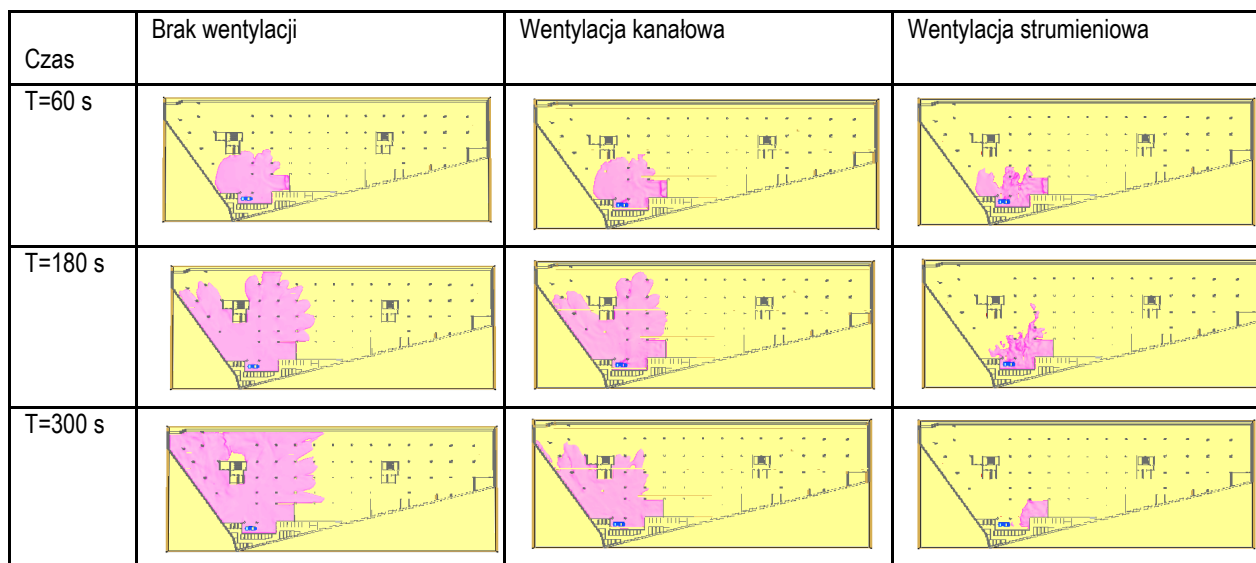 Czas
Brak wentylacji
Wentylacja kanałowa
Wentylacja strumieniowa
T=60 s
T=180 s
T=300 s